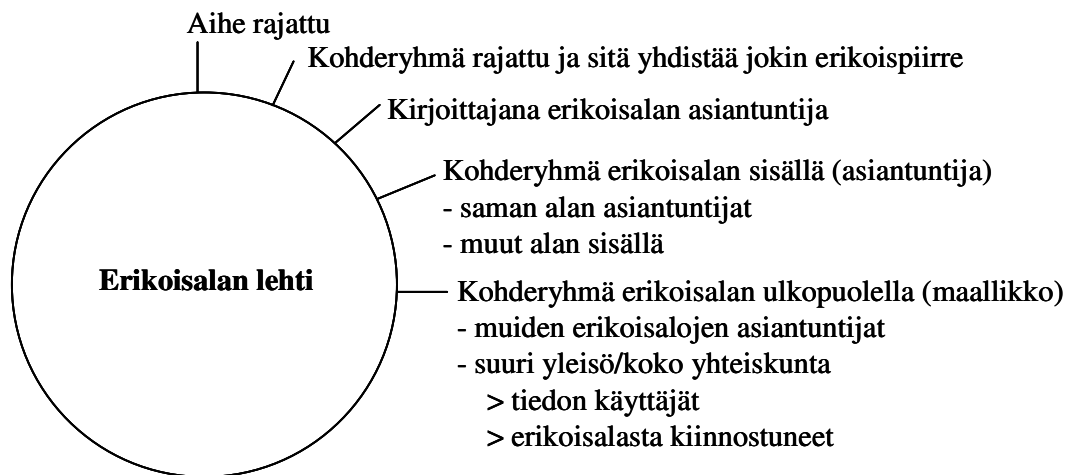 Aihe rajattu
Kohderyhmä rajattu ja sitä yhdistää jokin erikoispiirre
Kirjoittajana erikoisalan asiantuntija
Kohderyhmä erikoisalan sisällä (asiantuntija)
- saman alan asiantuntijat
- muut alan sisällä
Erikoisalan lehti
Kohderyhmä erikoisalan ulkopuolella (maallikko)
- muiden erikoisalojen asiantuntijat
- suuri yleisö/koko yhteiskunta
> tiedon käyttäjät
> erikoisalasta kiinnostuneet